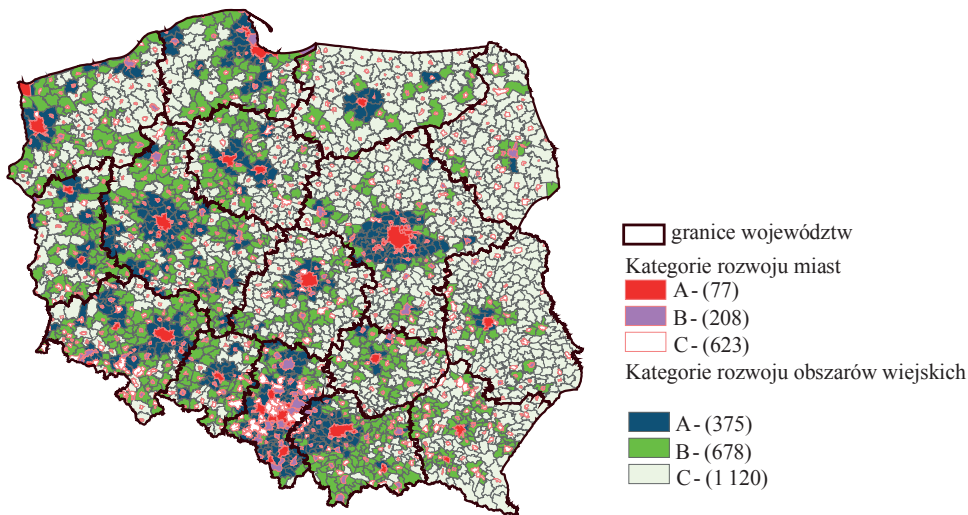 granice województw
Kategorie rozwoju miast
A - (77)
B - (208)
C - (623)
Kategorie rozwoju obszarów wiejskich
A - (375)
B - (678)
C - (1 120)